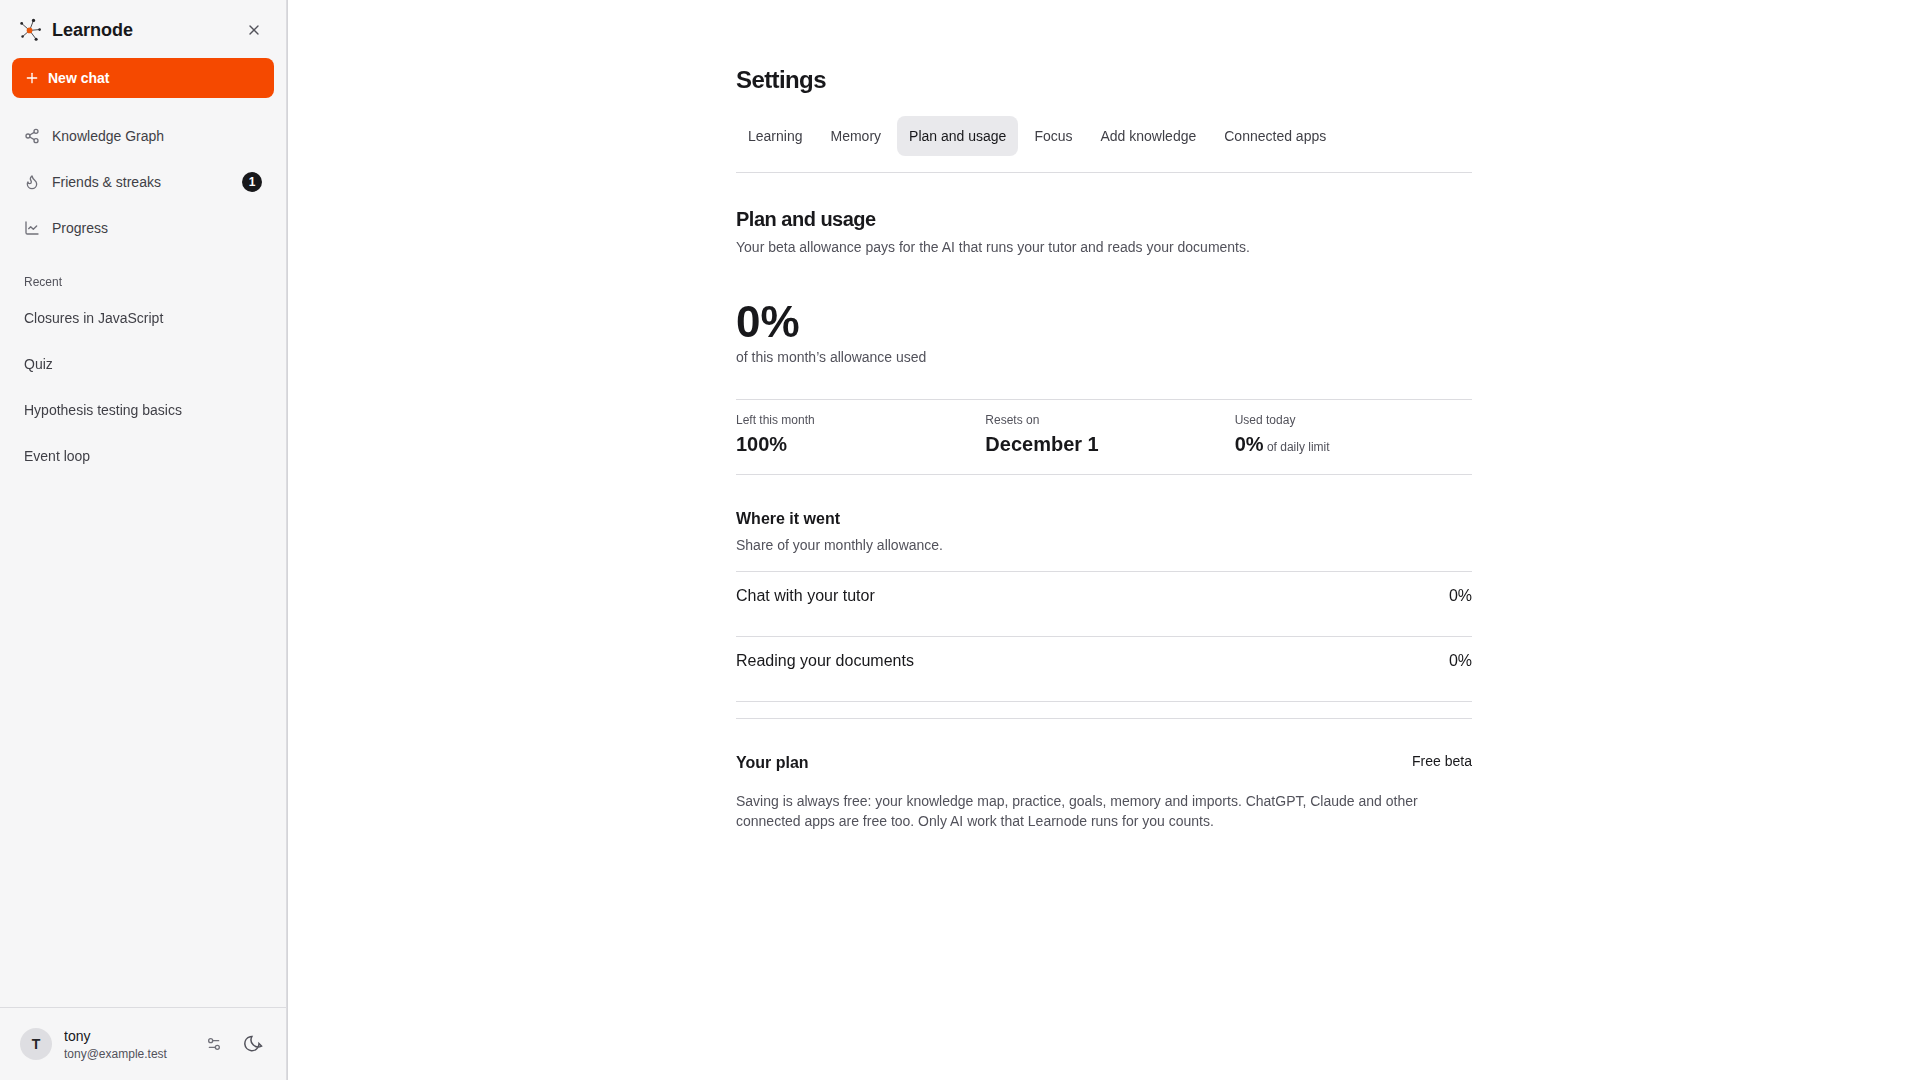 Learnode
New chat
Knowledge Graph
Friends & streaks
1
Progress
Recent
Closures in JavaScript
Quiz
Hypothesis testing basics
Event loop
T
tony
tony@example.test
Settings
Learning
Memory
Plan and usage
Focus
Add knowledge
Connected apps
Plan and usage
Your beta allowance pays for the AI that runs your tutor and reads your documents.
0%
of this month’s allowance used
Left this month
100%
Resets on
December 1
Used today
0% of daily limit
Where it went
Share of your monthly allowance.
Chat with your tutor 0%
Reading your documents 0%
Your plan Free beta
Saving is always free: your knowledge map, practice, goals, memory and imports. ChatGPT, Claude and other
connected apps are free too. Only AI work that Learnode runs for you counts.